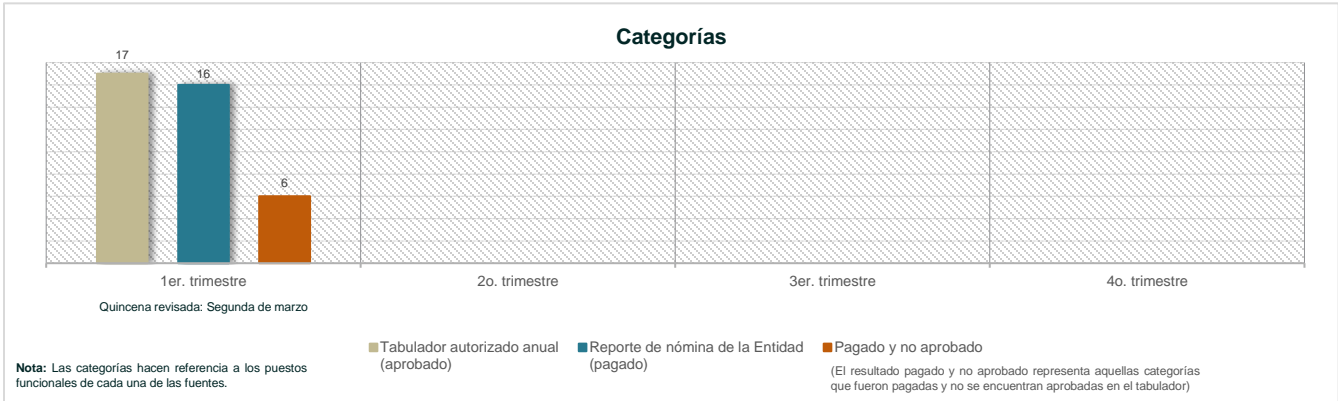 Categorías
17
16
6
1er. trimestre
2o. trimestre
3er. trimestre
4o. trimestre
Quincena revisada: Segunda de marzo
Tabulador autorizado anual
(aprobado)
Reporte de nómina de la Entidad
(pagado)
Pagado y no aprobado
(El resultado pagado y no aprobado representa aquellas categorías
que fueron pagadas y no se encuentran aprobadas en el tabulador)
Nota: Las categorías hacen referencia a los puestos
funcionales de cada una de las fuentes.